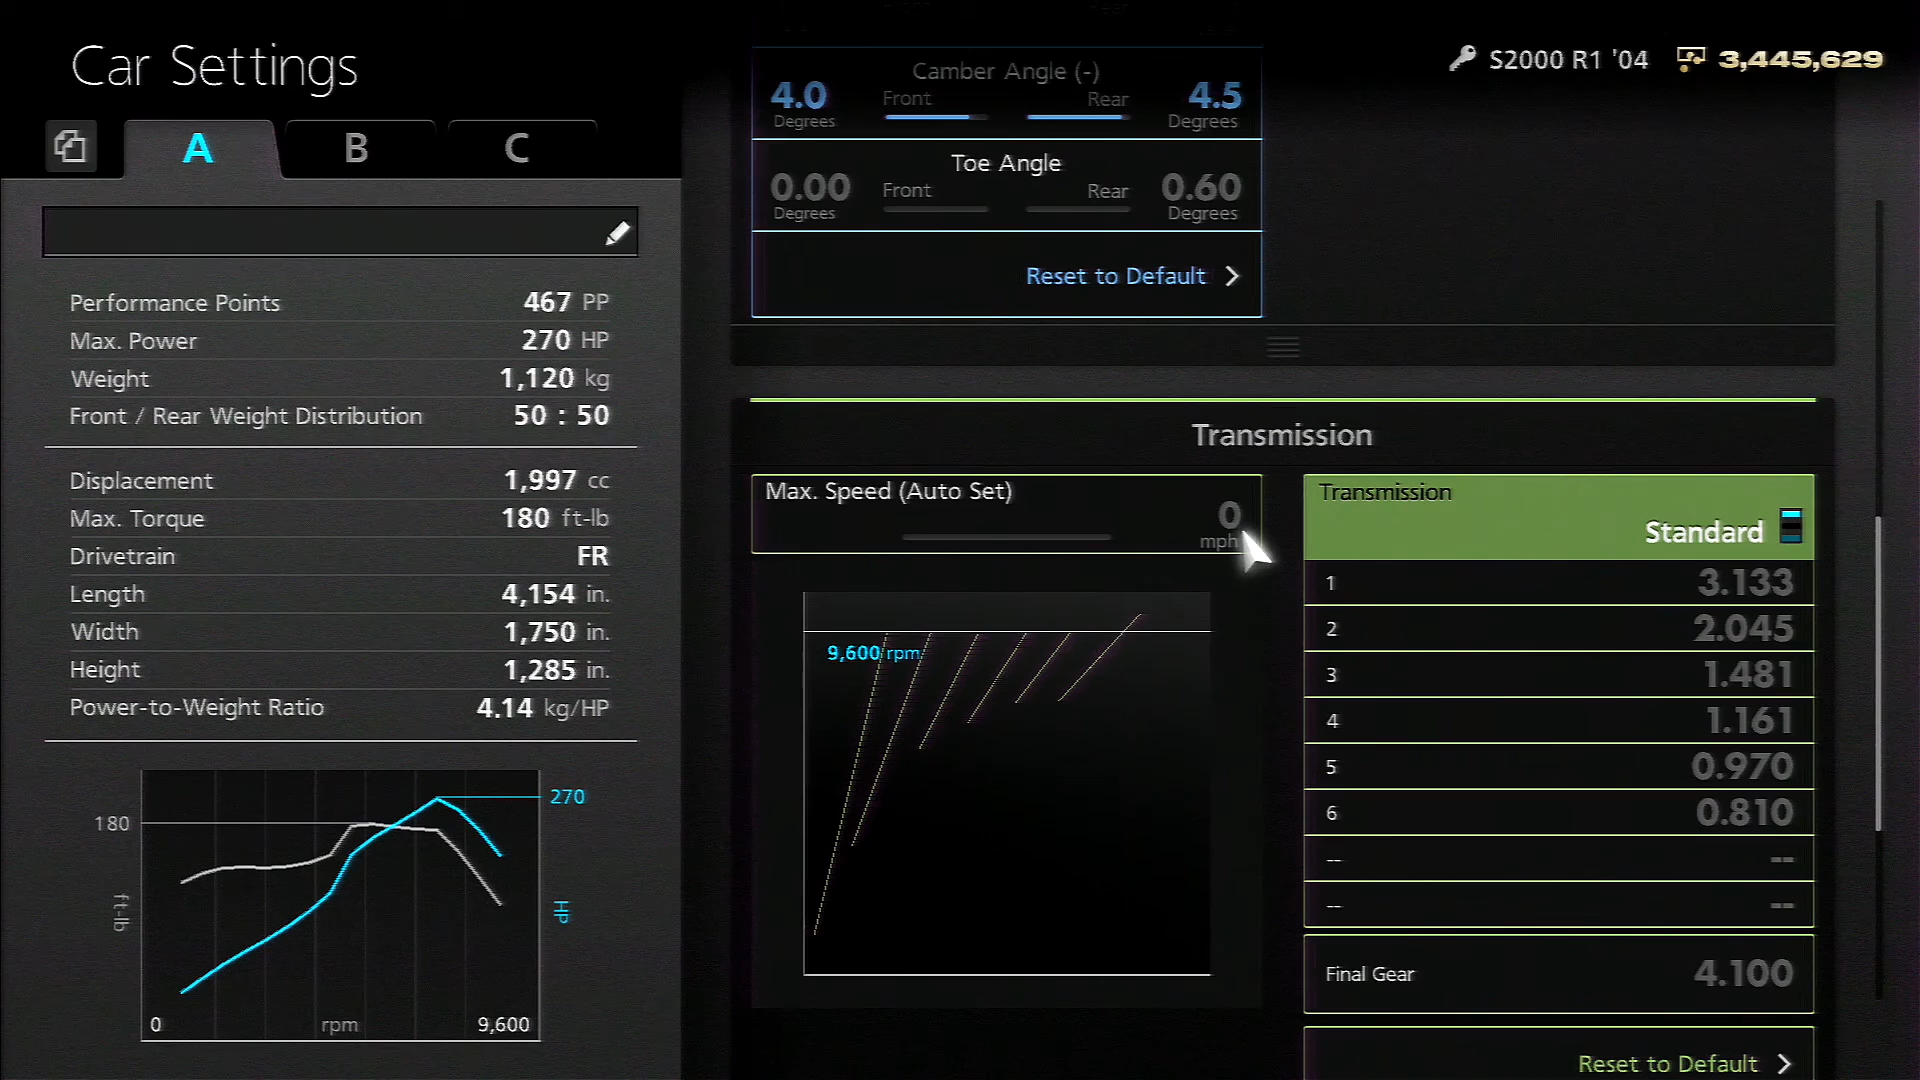 Car Settings
S2000 R1 '04
3,445,629
A
B
C
Performance Points 467 PP
Max. Power 270 HP
Weight 1,120 kg
Front / Rear Weight Distribution 50 : 50
Displacement 1,997 cc
Max. Torque 180 ft-lb
Drivetrain FR
Length 4,154 in.
Width 1,750 in.
Height 1,285 in.
Power-to-Weight Ratio 4.14 kg/HP
270
180
ft-lb
HP
0 rpm 9,600
Camber Angle (-)
4.0 Front Rear 4.5
Degrees Degrees
Toe Angle
0.00 Front Rear 0.60
Degrees Degrees
Reset to Default
Transmission
Max. Speed (Auto Set)
0
mph
9,600 rpm
Transmission
Standard
1 3.133
2 2.045
3 1.481
4 1.161
5 0.970
6 0.810
-- --
-- --
Final Gear 4.100
Reset to Default